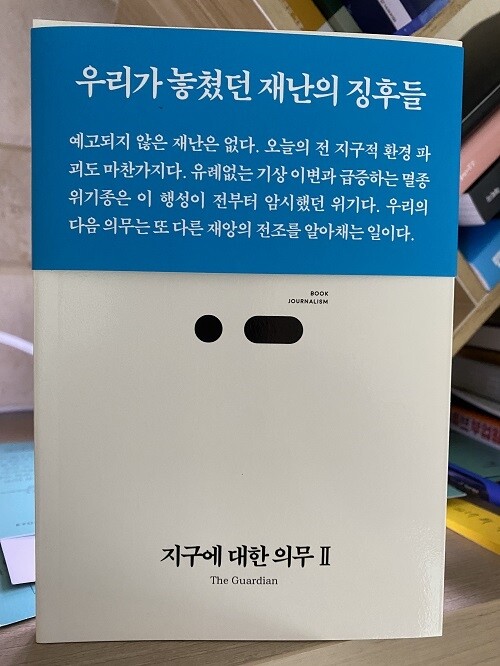 우리가 놓쳤던 재난의 징후들
예고되지 않은 재난은 없다. 오늘의 전 지구적 환경 파
괴도 마찬가지다. 유례없는 기상 이변과 급증하는 멸종
위기종은 이 행성이 전부터 암시했던 위기다. 우리의
다음 의무는 또 다른 재앙의 전조를 알아채는 일이다.
BOOK
JOURNALISM
지구에 대한 의무 Ⅱ
The Guardian